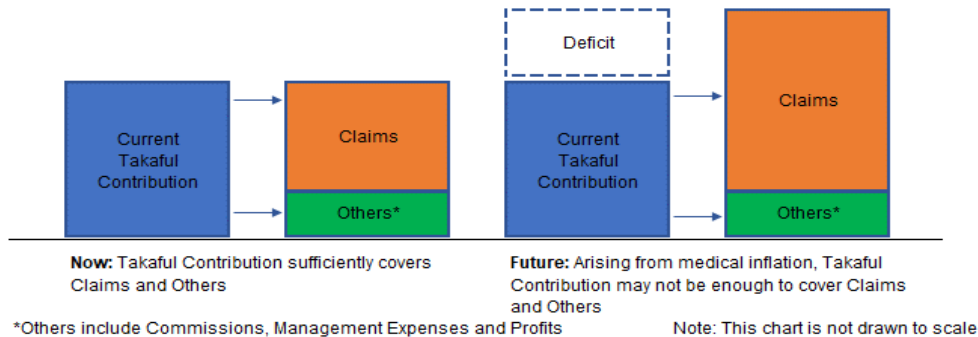 Deficit
Current
Takaful
Contribution
Claims
Others*
Current
Takaful
Contribution
Claims
Others*
Now: Takaful Contribution sufficiently covers
Claims and Others
Future: Arising from medical inflation, Takaful
Contribution may not be enough to cover Claims
and Others
*Others include Commissions, Management Expenses and Profits
Note: This chart is not drawn to scale